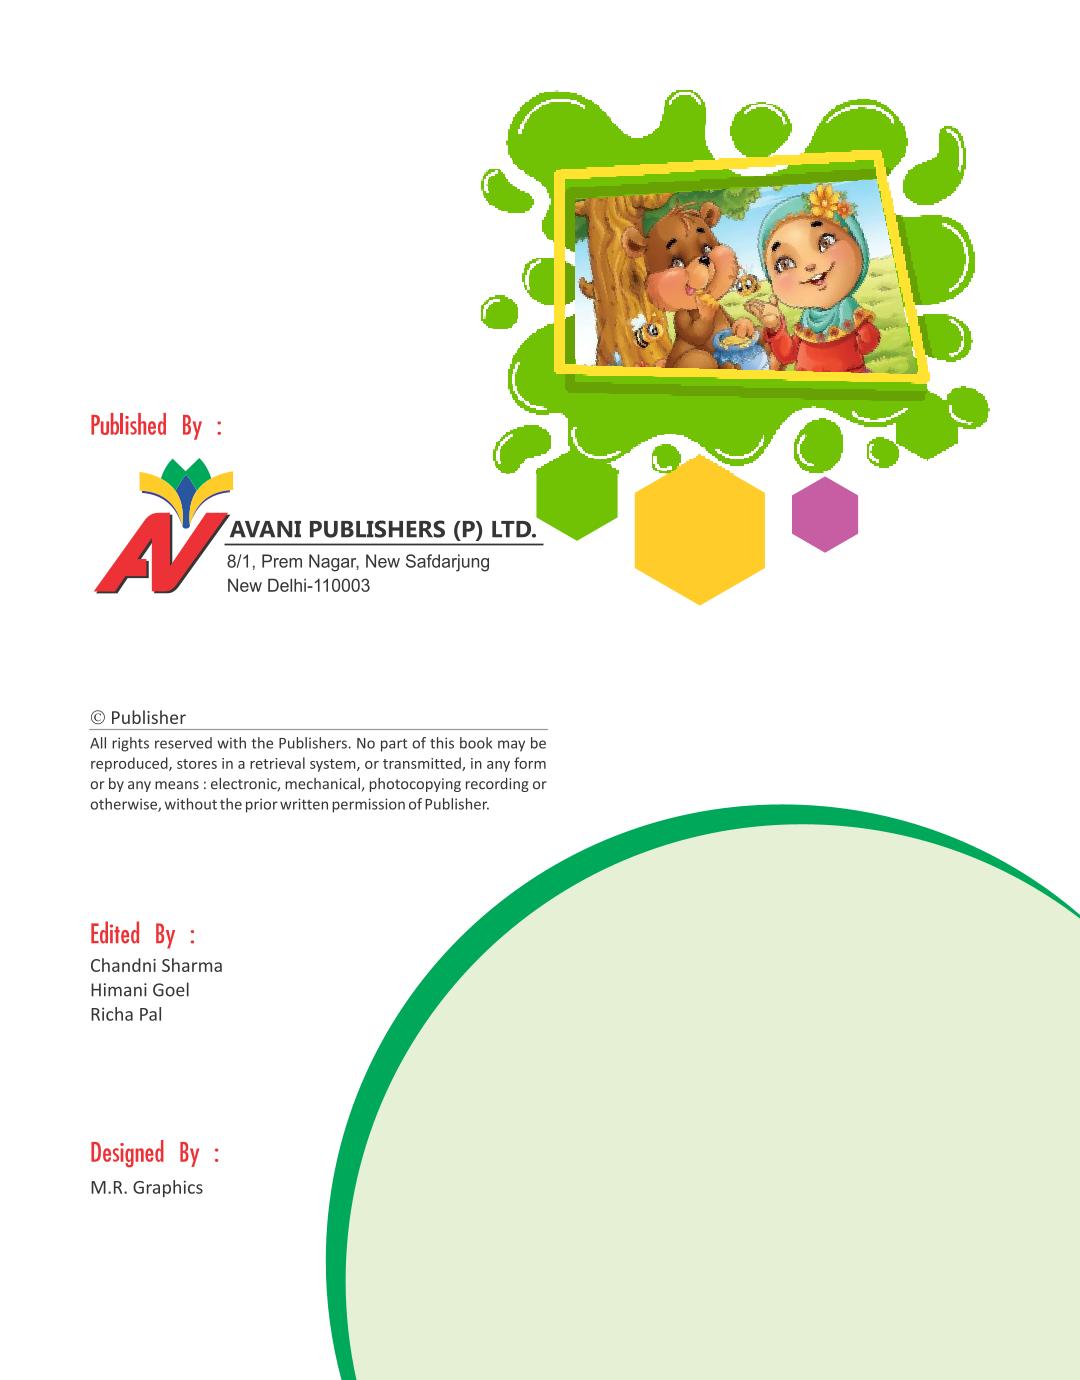 Published By :
AV
AVANI PUBLISHERS (P) LTD.
8/1, Prem Nagar, New Safdarjung
New Delhi-110003
© Publisher
All rights reserved with the Publishers. No part of this book may be
reproduced, stores in a retrieval system, or transmitted, in any form
or by any means : electronic, mechanical, photocopying recording or
otherwise, without the prior written permission of Publisher.
Edited By :
Chandni Sharma
Himani Goel
Richa Pal
Designed By :
M.R. Graphics